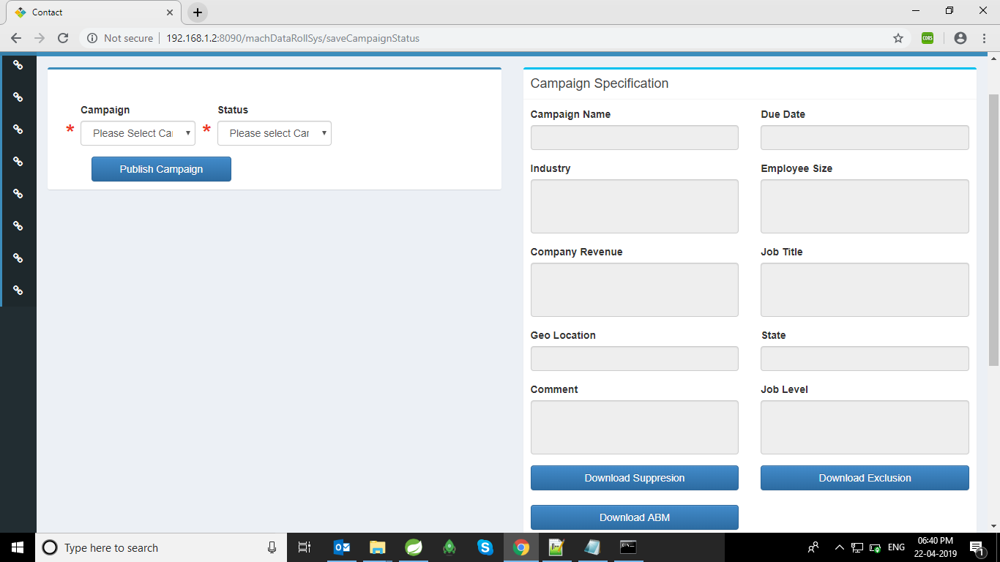 Contact
Not secure 192.168.1.2:8090/machDataRollSys/saveCampaignStatus
CORS
Campaign Status
* Please Select Car * Please select Car
Publish Campaign
Campaign Specification
Campaign Name Due Date
Industry Employee Size
Company Revenue Job Title
Geo Location State
Comment Job Level
Download Suppresion Download Exclusion
Download ABM
Type here to search
ENG
06:40 PM
22-04-2019
1